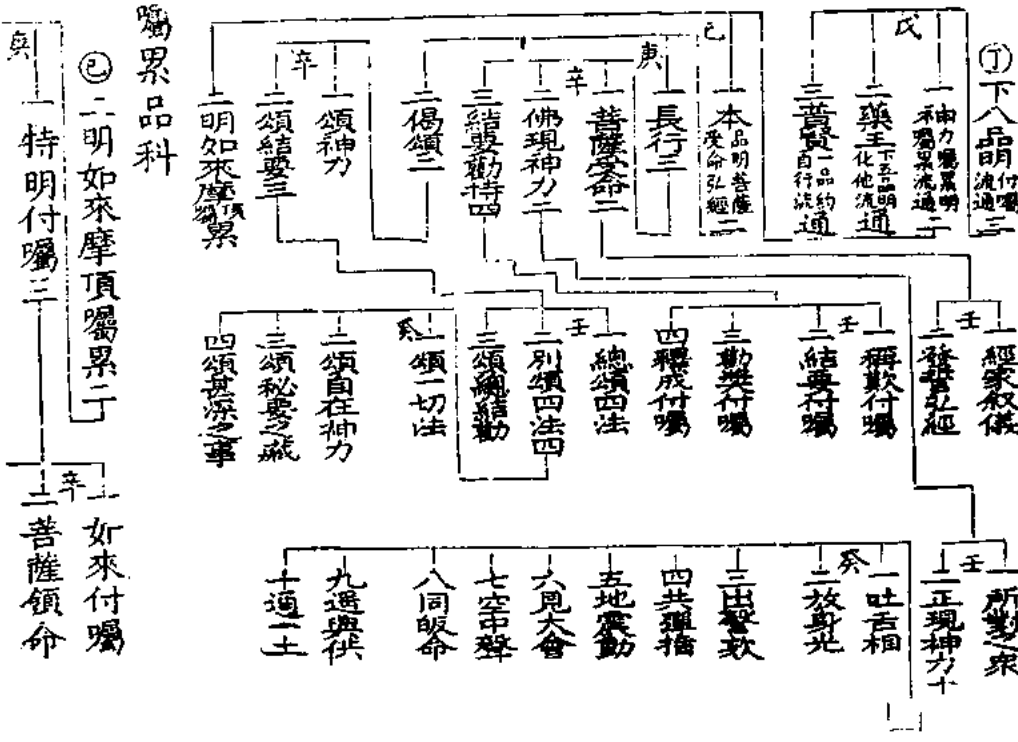 ㊀丁下八品明付囑流通三
戊
一神力囑累明神囑累流通二
二藥王下五品明化他流通
三普賢一品約自行流通
己
一本品明菩薩受命弘經二
庚
一長行三
辛
一菩薩受命二
二佛現神力二
三結要勸持四
二偈頌二
辛
一頌神力
二頌結要三
二明如來摩頂囑累
壬
一經家叙儀
二發誓弘經
壬
一稱歎付囑
二結要付囑
三勸奬付囑
四釋成付囑
壬
一總頌四法
二別頌四法四
三頌總結勸
癸
一頌一切法
二頌自在神力
三頌秘要之藏
四頌甚深之事
壬
一所對之眾
二正現神力十
癸
一吐舌相
二放身光
三出謦欬
四共彈指
五地震動
六見大會
七空中聲
八同皈命
九遙與供
十通一土
囑累品科
己二明如來摩頂囑累二
庚
一特明付囑三
辛
一如來付囑
二菩薩領命